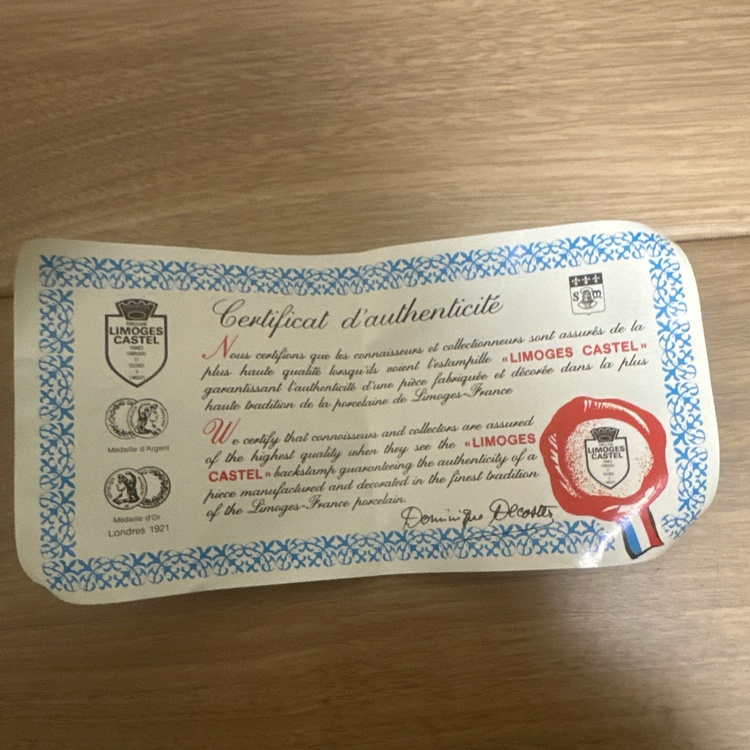 Certificat d'authenticité
Nous certifions que les connaisseurs et collectionneurs sont assurés de la
plus haute qualité lorsqu'ils voient l'estampille «LIMOGES CASTEL»
garantissant l'authenticité d'une pièce fabriquée et décorée dans la plus
haute tradition de la porcelaine de Limoges-France
We certify that connoisseurs and collectors are assured
of the highest quality when they see the «LIMOGES
CASTEL» backstamp guaranteeing the authenticity of a
piece manufactured and decorated in the finest tradition
of the Limoges-France porcelain.
Dominique Decoster
LIMOGES
CASTEL
FRANCE
Médaille d'Argent
Médaille d'Or
Londres 1921
LIMOGES
CASTEL